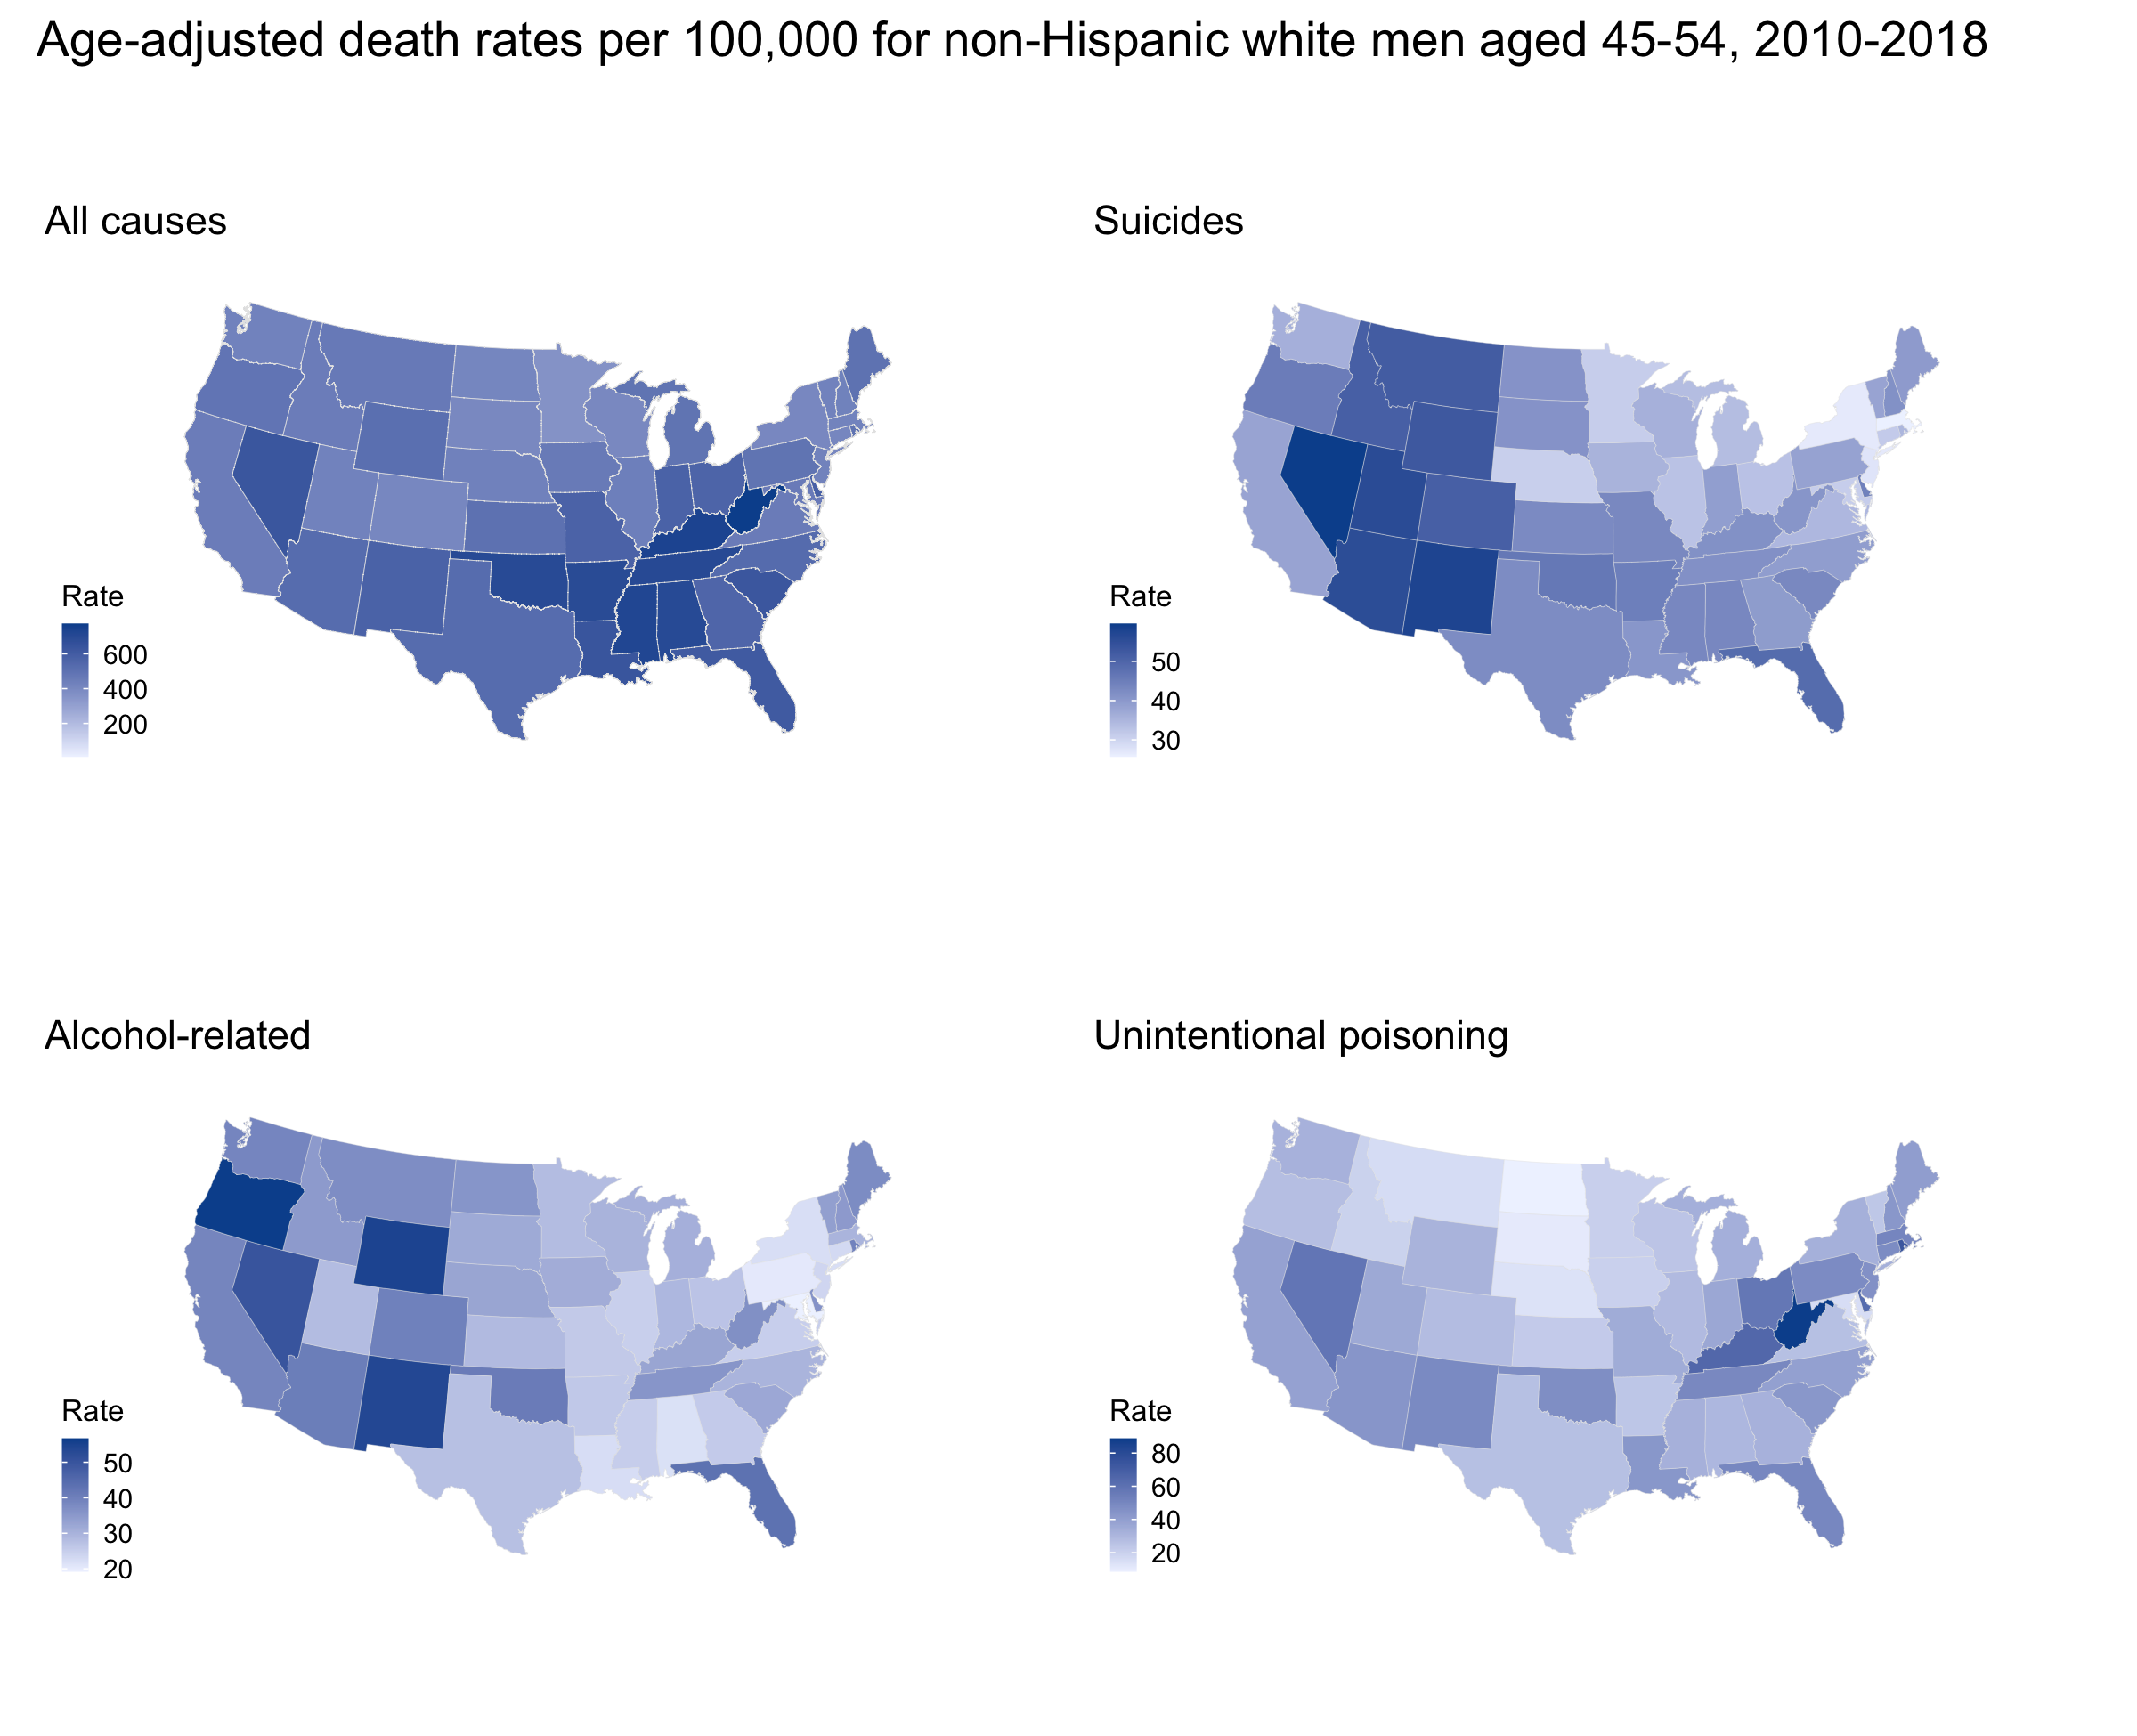 Age-adjusted death rates per 100,000 for non-Hispanic white men aged 45-54, 2010-2018
All causes
Rate
600
400
200
Suicides
Rate
50
40
30
Alcohol-related
Rate
50
40
30
20
Unintentional poisoning
Rate
80
60
40
20